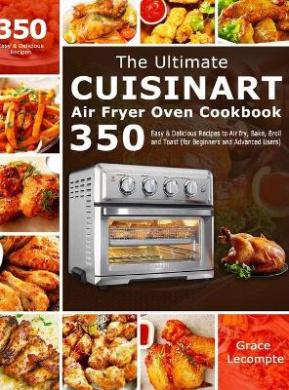 350
Easy & Delicious
Recipes
The Ultimate
CUISINART
Air Fryer Oven Cookbook
350
Easy & Delicious Recipes to Air fry, Bake, Broil
and Toast (for Beginners and Advanced Users)
Grace
Lecompte